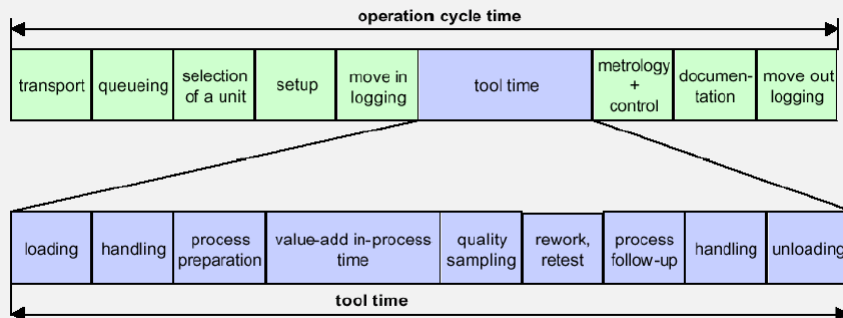 operation cycle time
transport
queueing
selection
of a unit
setup
move in
logging
tool time
metrology
+
control
documen-
tation
move out
logging
loading
handling
process
preparation
value-add in-process
time
quality
sampling
rework,
retest
process
follow-up
handling
unloading
tool time